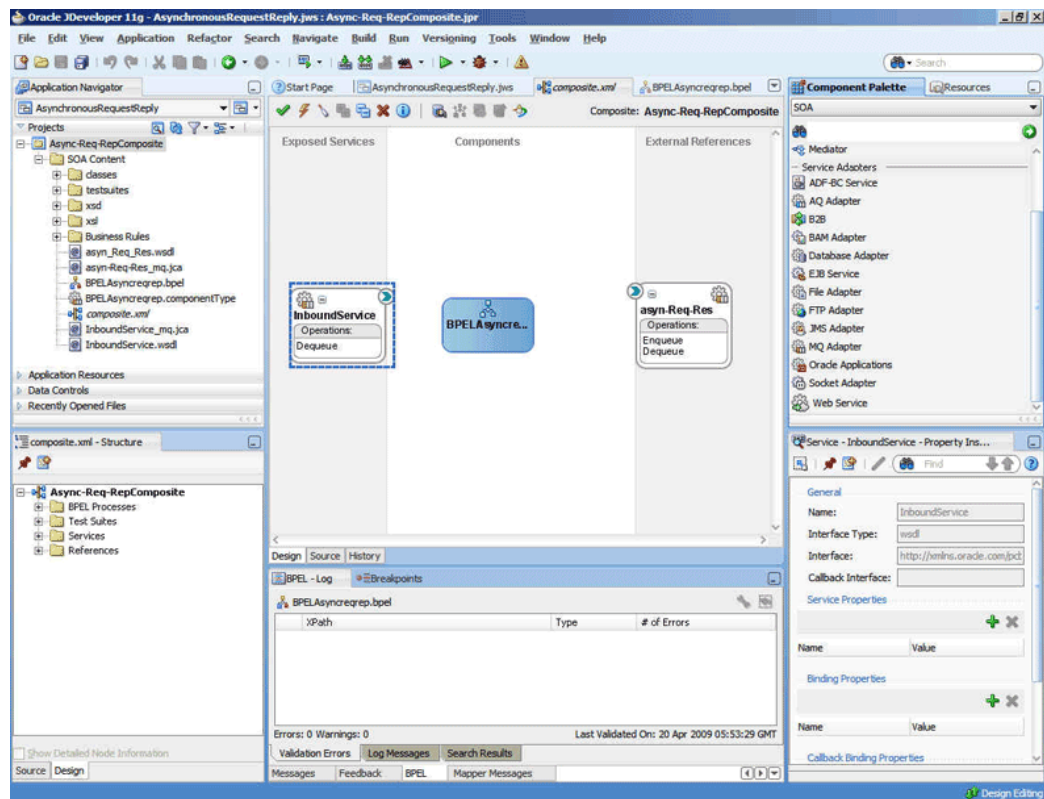 Oracle JDeveloper 11g - AsynchronousRequestReply.jws : Async-Req-RepComposite.jpr
File Edit View Application Refactor Search Navigate Build Run Versioning Tools Window Help
Search
Application Navigator
AsynchronousRequestReply
Projects
Async-Req-RepComposite
SOA Content
classes
testsuites
xsd
xsl
Business Rules
asyn_Req_Res.wsdl
asyn-Req-Res_mq.jca
BPELAsyncreqrep.bpel
BPELAsyncreqrep.componentType
composite.xml
InboundService_mq.jca
InboundService.wsdl
Application Resources
Data Controls
Recently Opened Files
composite.xml - Structure
Async-Req-RepComposite
BPEL Processes
Test Suites
Services
References
Show Detailed Node Information
Source Design
Start Page AsynchronousRequestReply.jws composite.xml BPELAsyncreqrep.bpel
Composite: Async-Req-RepComposite
Exposed Services Components External References
InboundService
Operations:
Dequeue
BPELAsyncre...
asyn-Req-Res
Operations:
Enqueue
Dequeue
Design Source History
BPEL - Log Breakpoints
BPELAsyncreqrep.bpel
XPath Type # of Errors
Errors: 0 Warnings: 0 Last Validated On: 20 Apr 2009 05:53:29 GMT
Validation Errors Log Messages Search Results
Messages Feedback BPEL Mapper Messages
Component Palette Resources
SOA
Mediator
Service Adapters
ADF-BC Service
AQ Adapter
B2B
BAM Adapter
Database Adapter
EJB Service
File Adapter
FTP Adapter
JMS Adapter
MQ Adapter
Oracle Applications
Socket Adapter
Web Service
Service - InboundService - Property Ins...
Find
General
Name: InboundService
Interface Type: wsdl
Interface: http://xmlns.oracle.com/pcb
Callback Interface:
Service Properties
Name Value
Binding Properties
Name Value
Callback Binding Properties
Design Editing